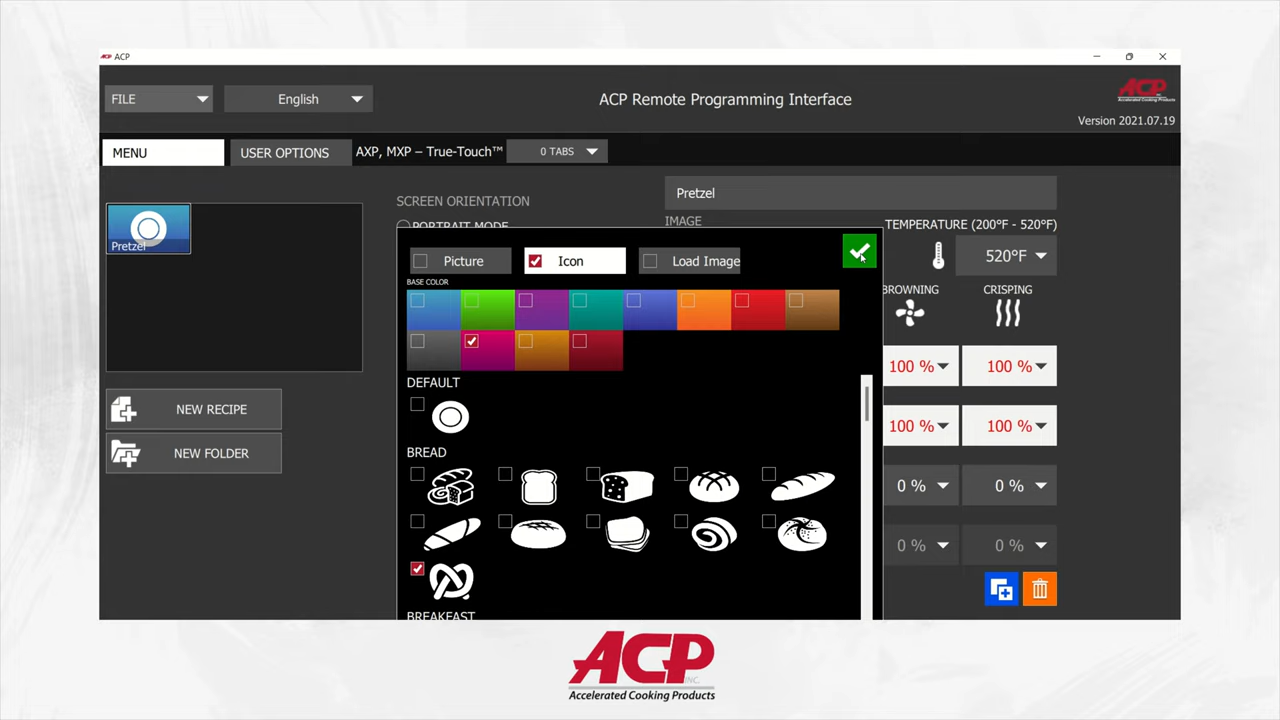 ACP
FILE
English
ACP Remote Programming Interface
ACP
Accelerated Cooking Products
Version 2021.07.19
MENU
USER OPTIONS
AXP, MXP – True-Touch™
0 TABS
Pretzel
Pretzel
SCREEN ORIENTATION
IMAGE
PORTRAIT MODE
TEMPERATURE (200°F - 520°F)
520°F
Picture
Icon
Load Image
BASE COLOR
BROWNING
CRISPING
100 %
100 %
DEFAULT
NEW RECIPE
100 %
100 %
NEW FOLDER
BREAD
0 %
0 %
0 %
0 %
BREAKFAST
ACP INC.
Accelerated Cooking Products